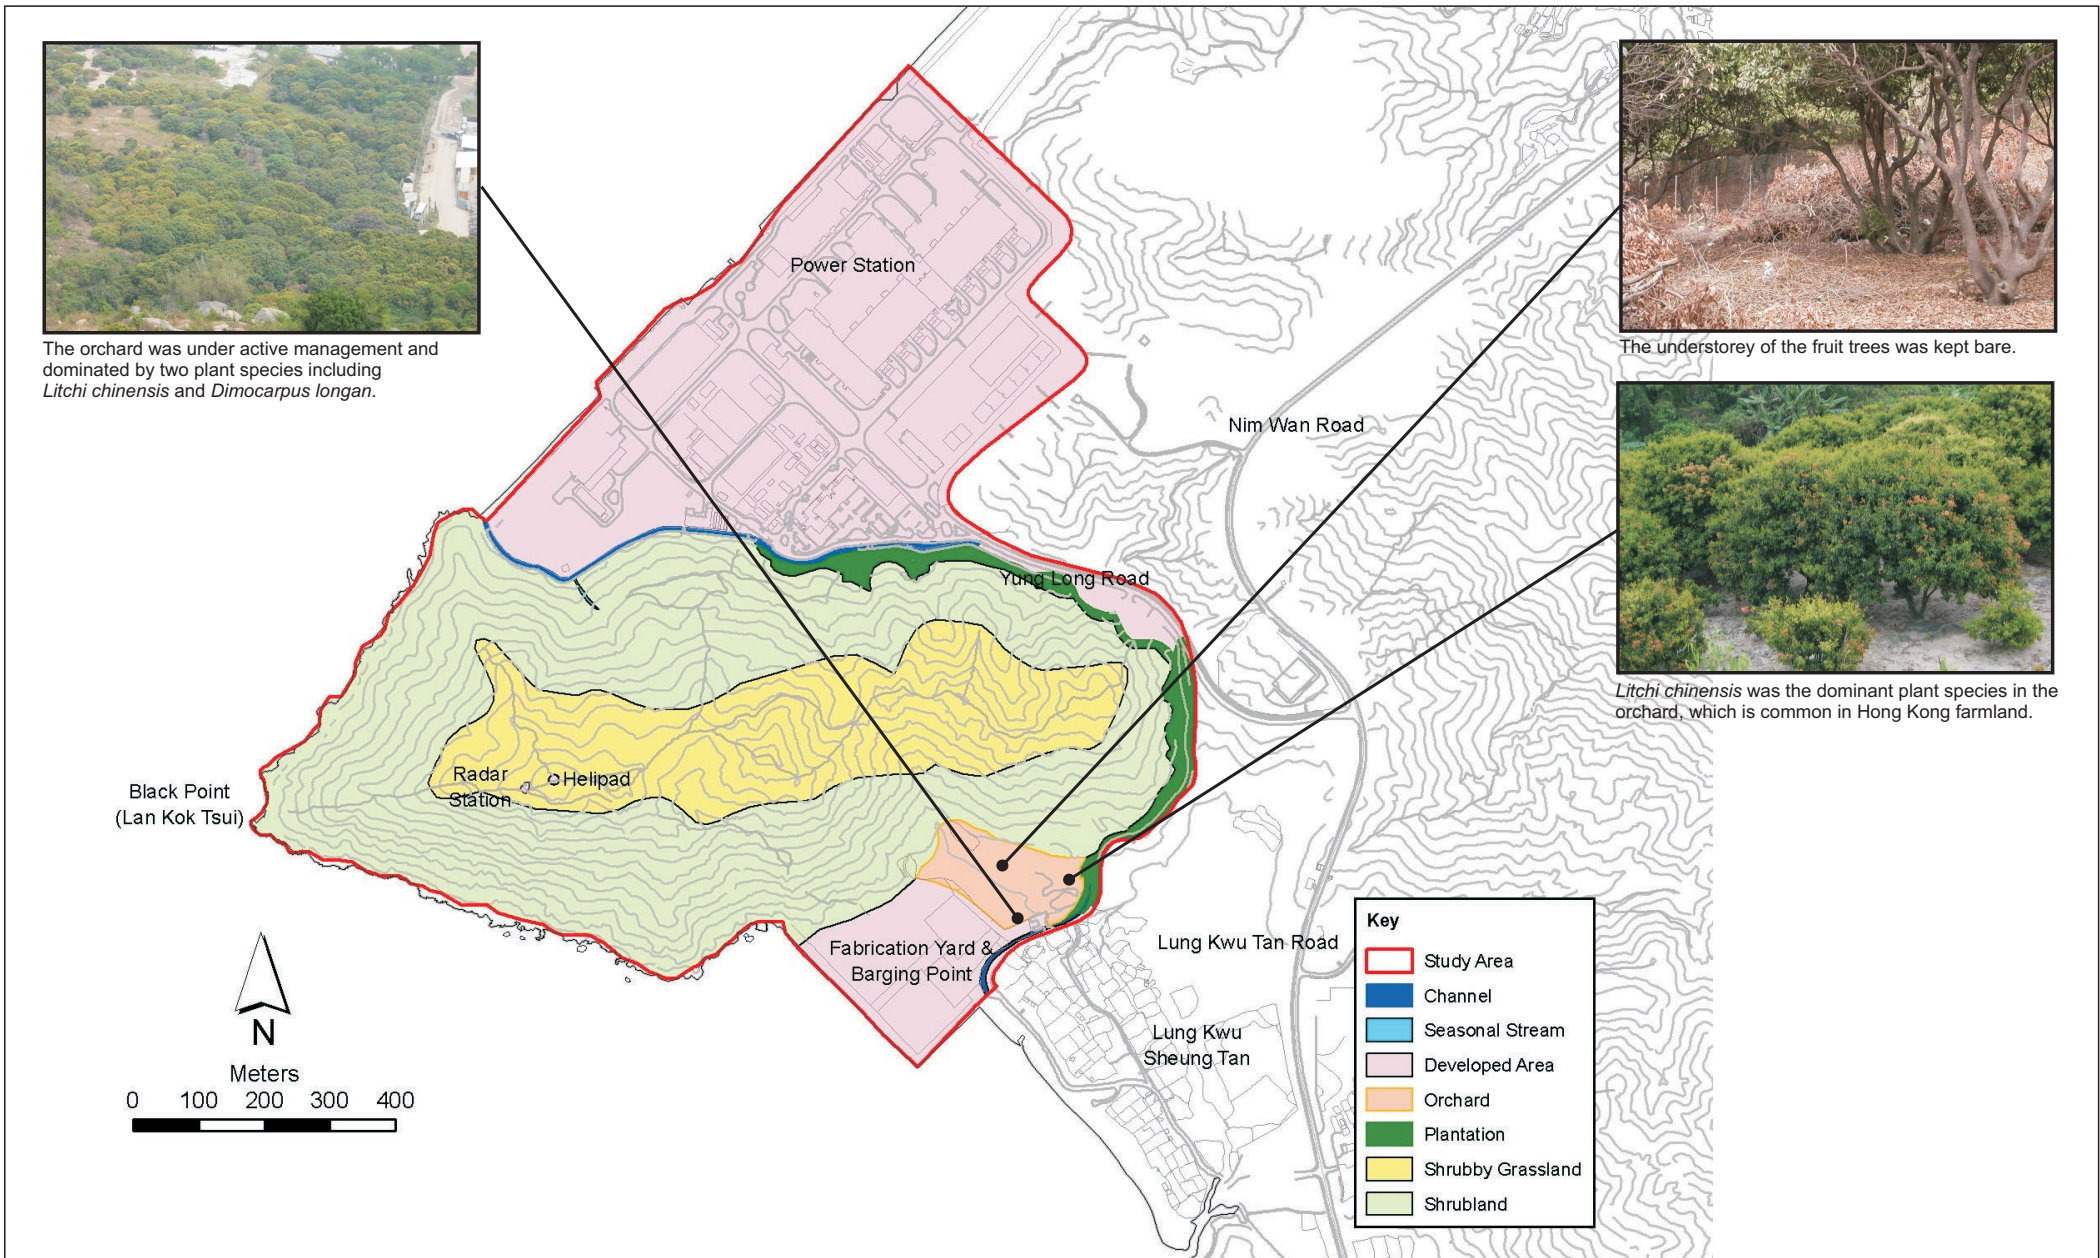 The orchard was under active management and
dominated by two plant species including
Litchi chinensis and Dimocarpus longan.
The understorey of the fruit trees was kept bare.
Litchi chinensis was the dominant plant species in the
orchard, which is common in Hong Kong farmland.
Power Station
Nim Wan Road
Yung Long Road
Radar
Station
Helipad
Black Point
(Lan Kok Tsui)
Fabrication Yard &
Barging Point
Lung Kwu Tan Road
Lung Kwu
Sheung Tan
N
Meters
0 100 200 300 400
Key
Study Area
Channel
Seasonal Stream
Developed Area
Orchard
Plantation
Shrubby Grassland
Shrubland